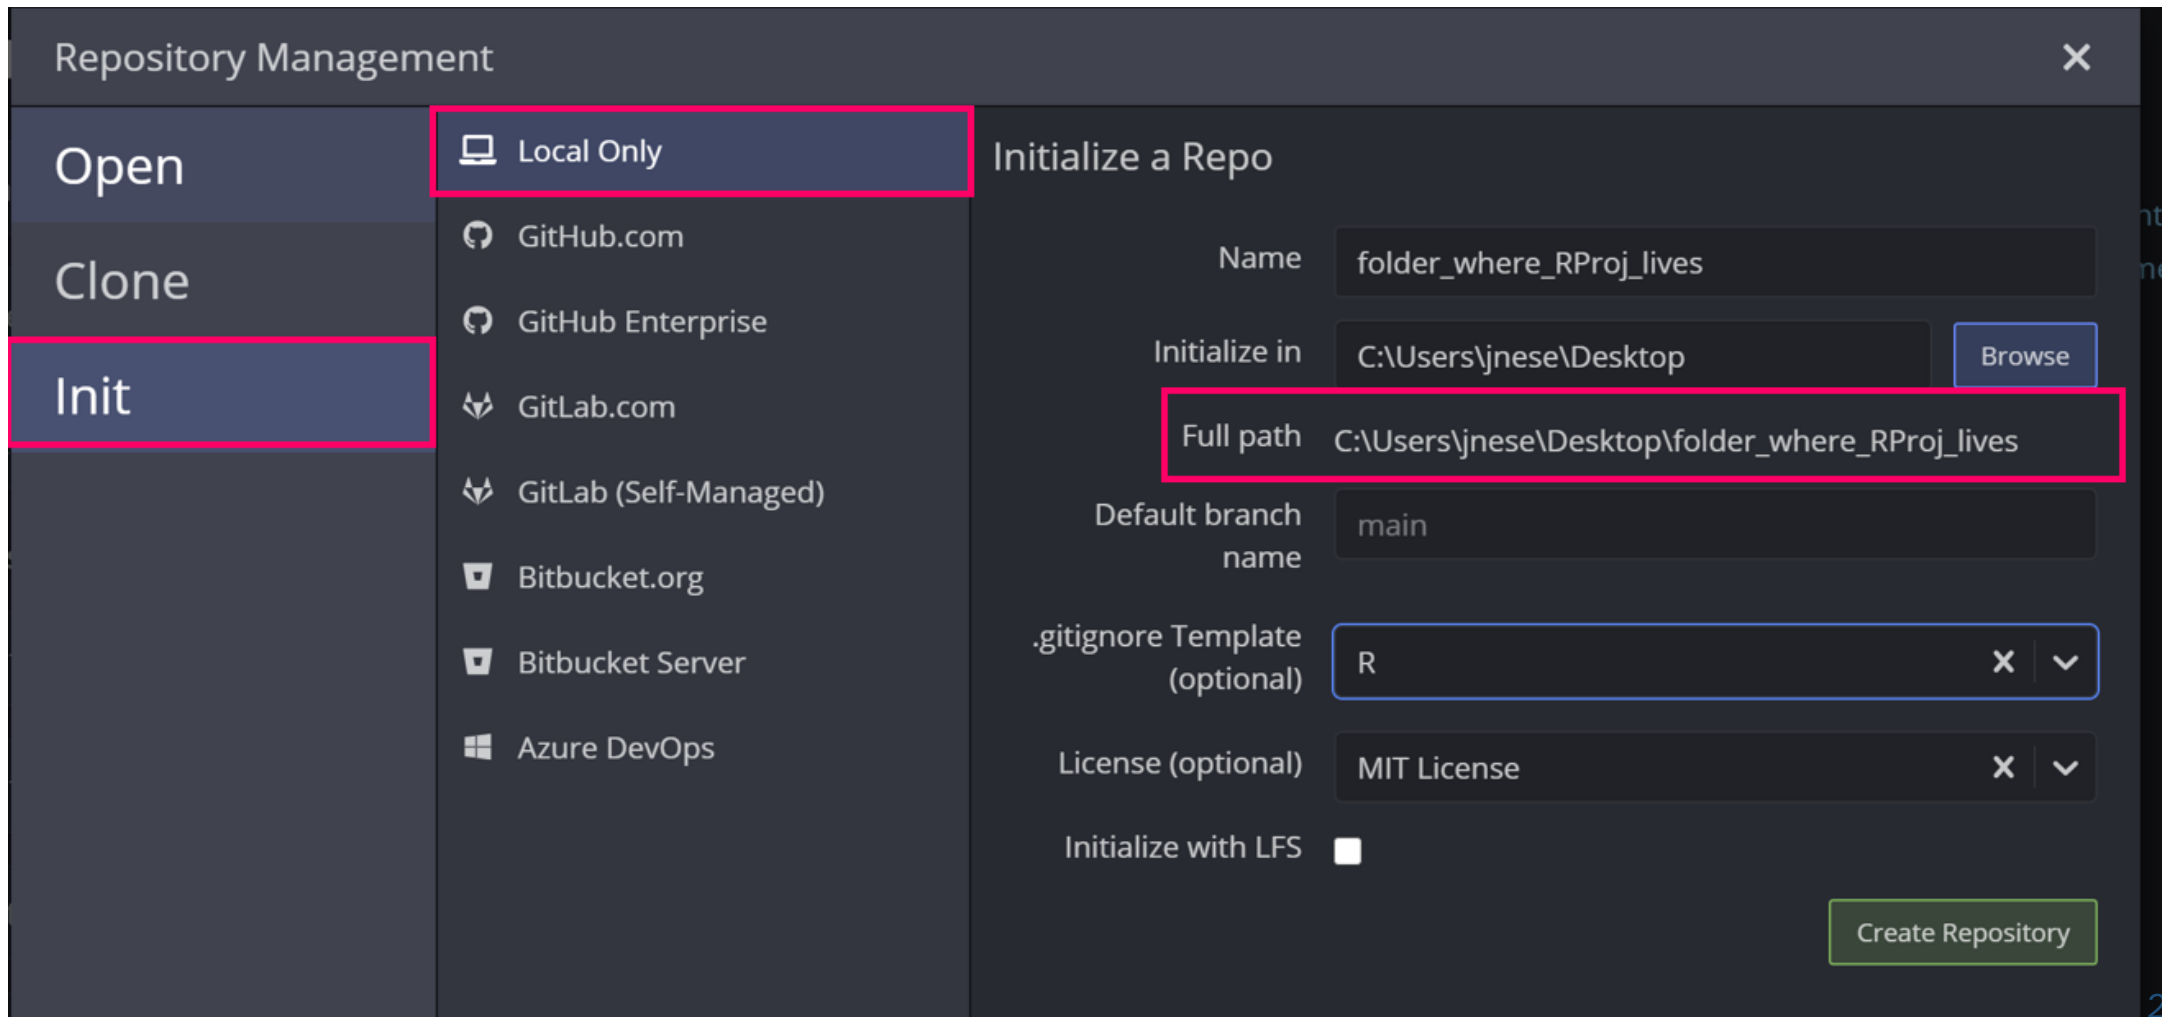 Repository Management
Open
Clone
Init
Local Only
GitHub.com
GitHub Enterprise
GitLab.com
GitLab (Self-Managed)
Bitbucket.org
Bitbucket Server
Azure DevOps
Initialize a Repo
Name
folder_where_RProj_lives
Initialize in
C:\Users\jnese\Desktop
Browse
Full path
C:\Users\jnese\Desktop\folder_where_RProj_lives
Default branch
name
main
.gitignore Template
(optional)
R
License (optional)
MIT License
Initialize with LFS
Create Repository